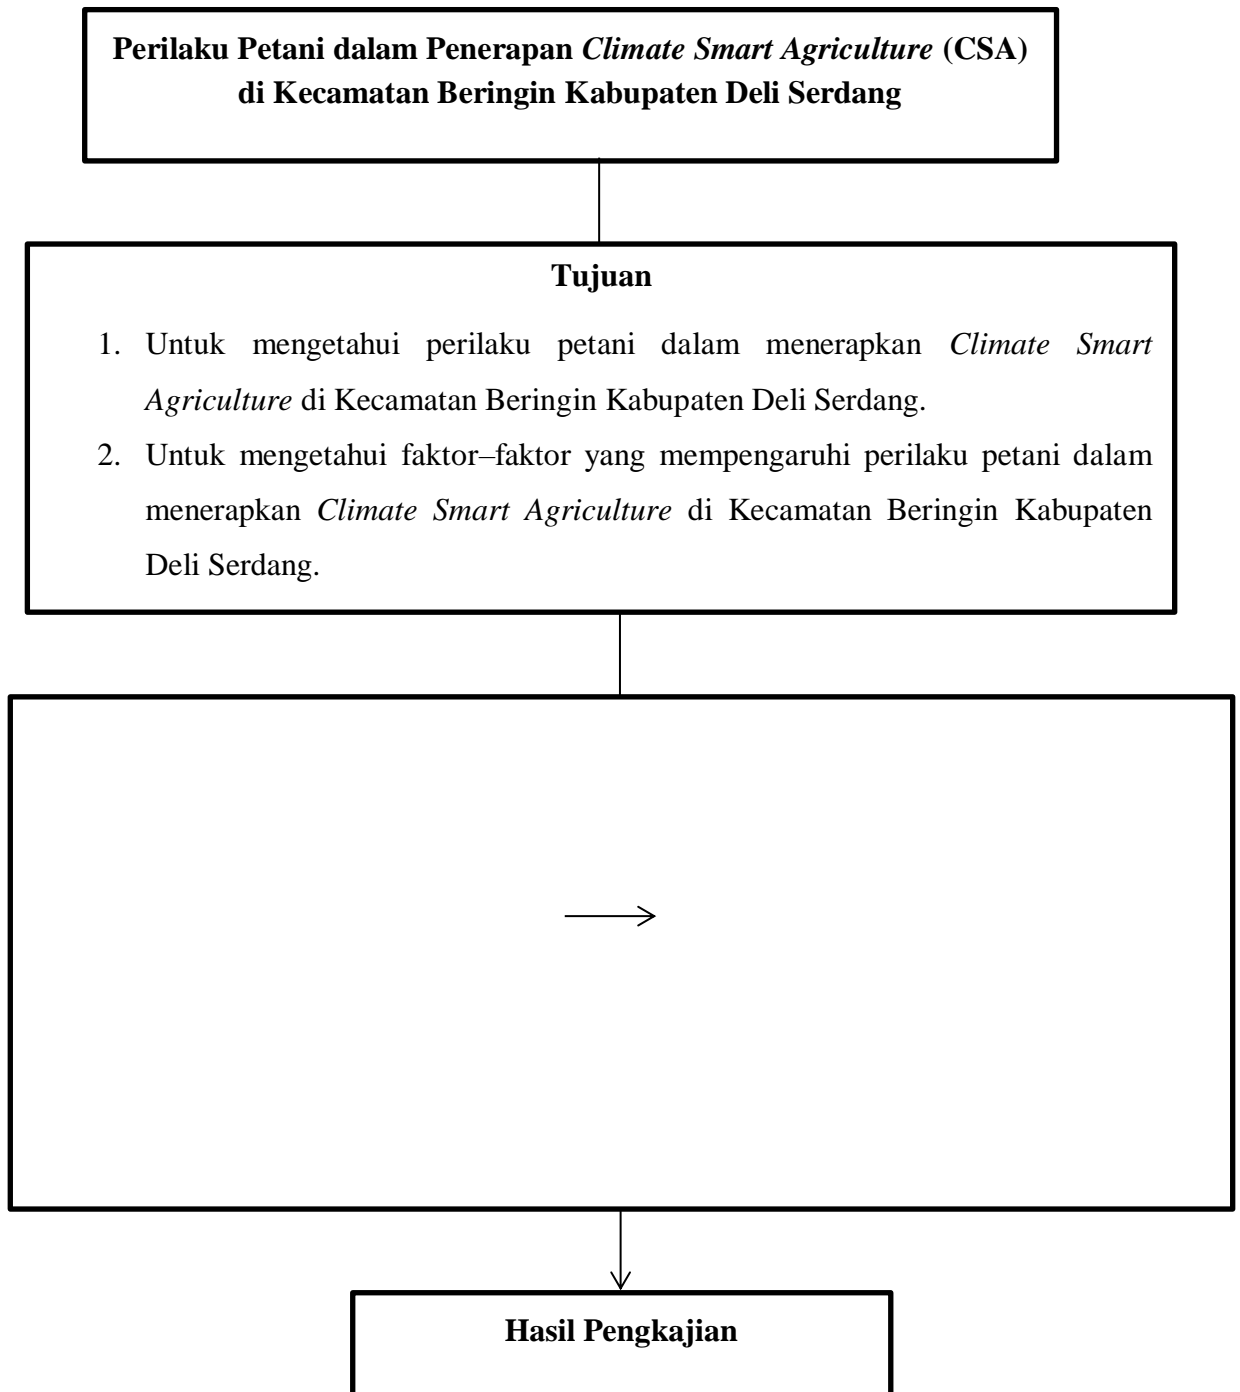 Perilaku Petani dalam Penerapan Climate Smart Agriculture (CSA)
di Kecamatan Beringin Kabupaten Deli Serdang
Tujuan
1. Untuk mengetahui perilaku petani dalam menerapkan Climate Smart
Agriculture di Kecamatan Beringin Kabupaten Deli Serdang.
2. Untuk mengetahui faktor–faktor yang mempengaruhi perilaku petani dalam
menerapkan Climate Smart Agriculture di Kecamatan Beringin Kabupaten
Deli Serdang.
Hasil Pengkajian